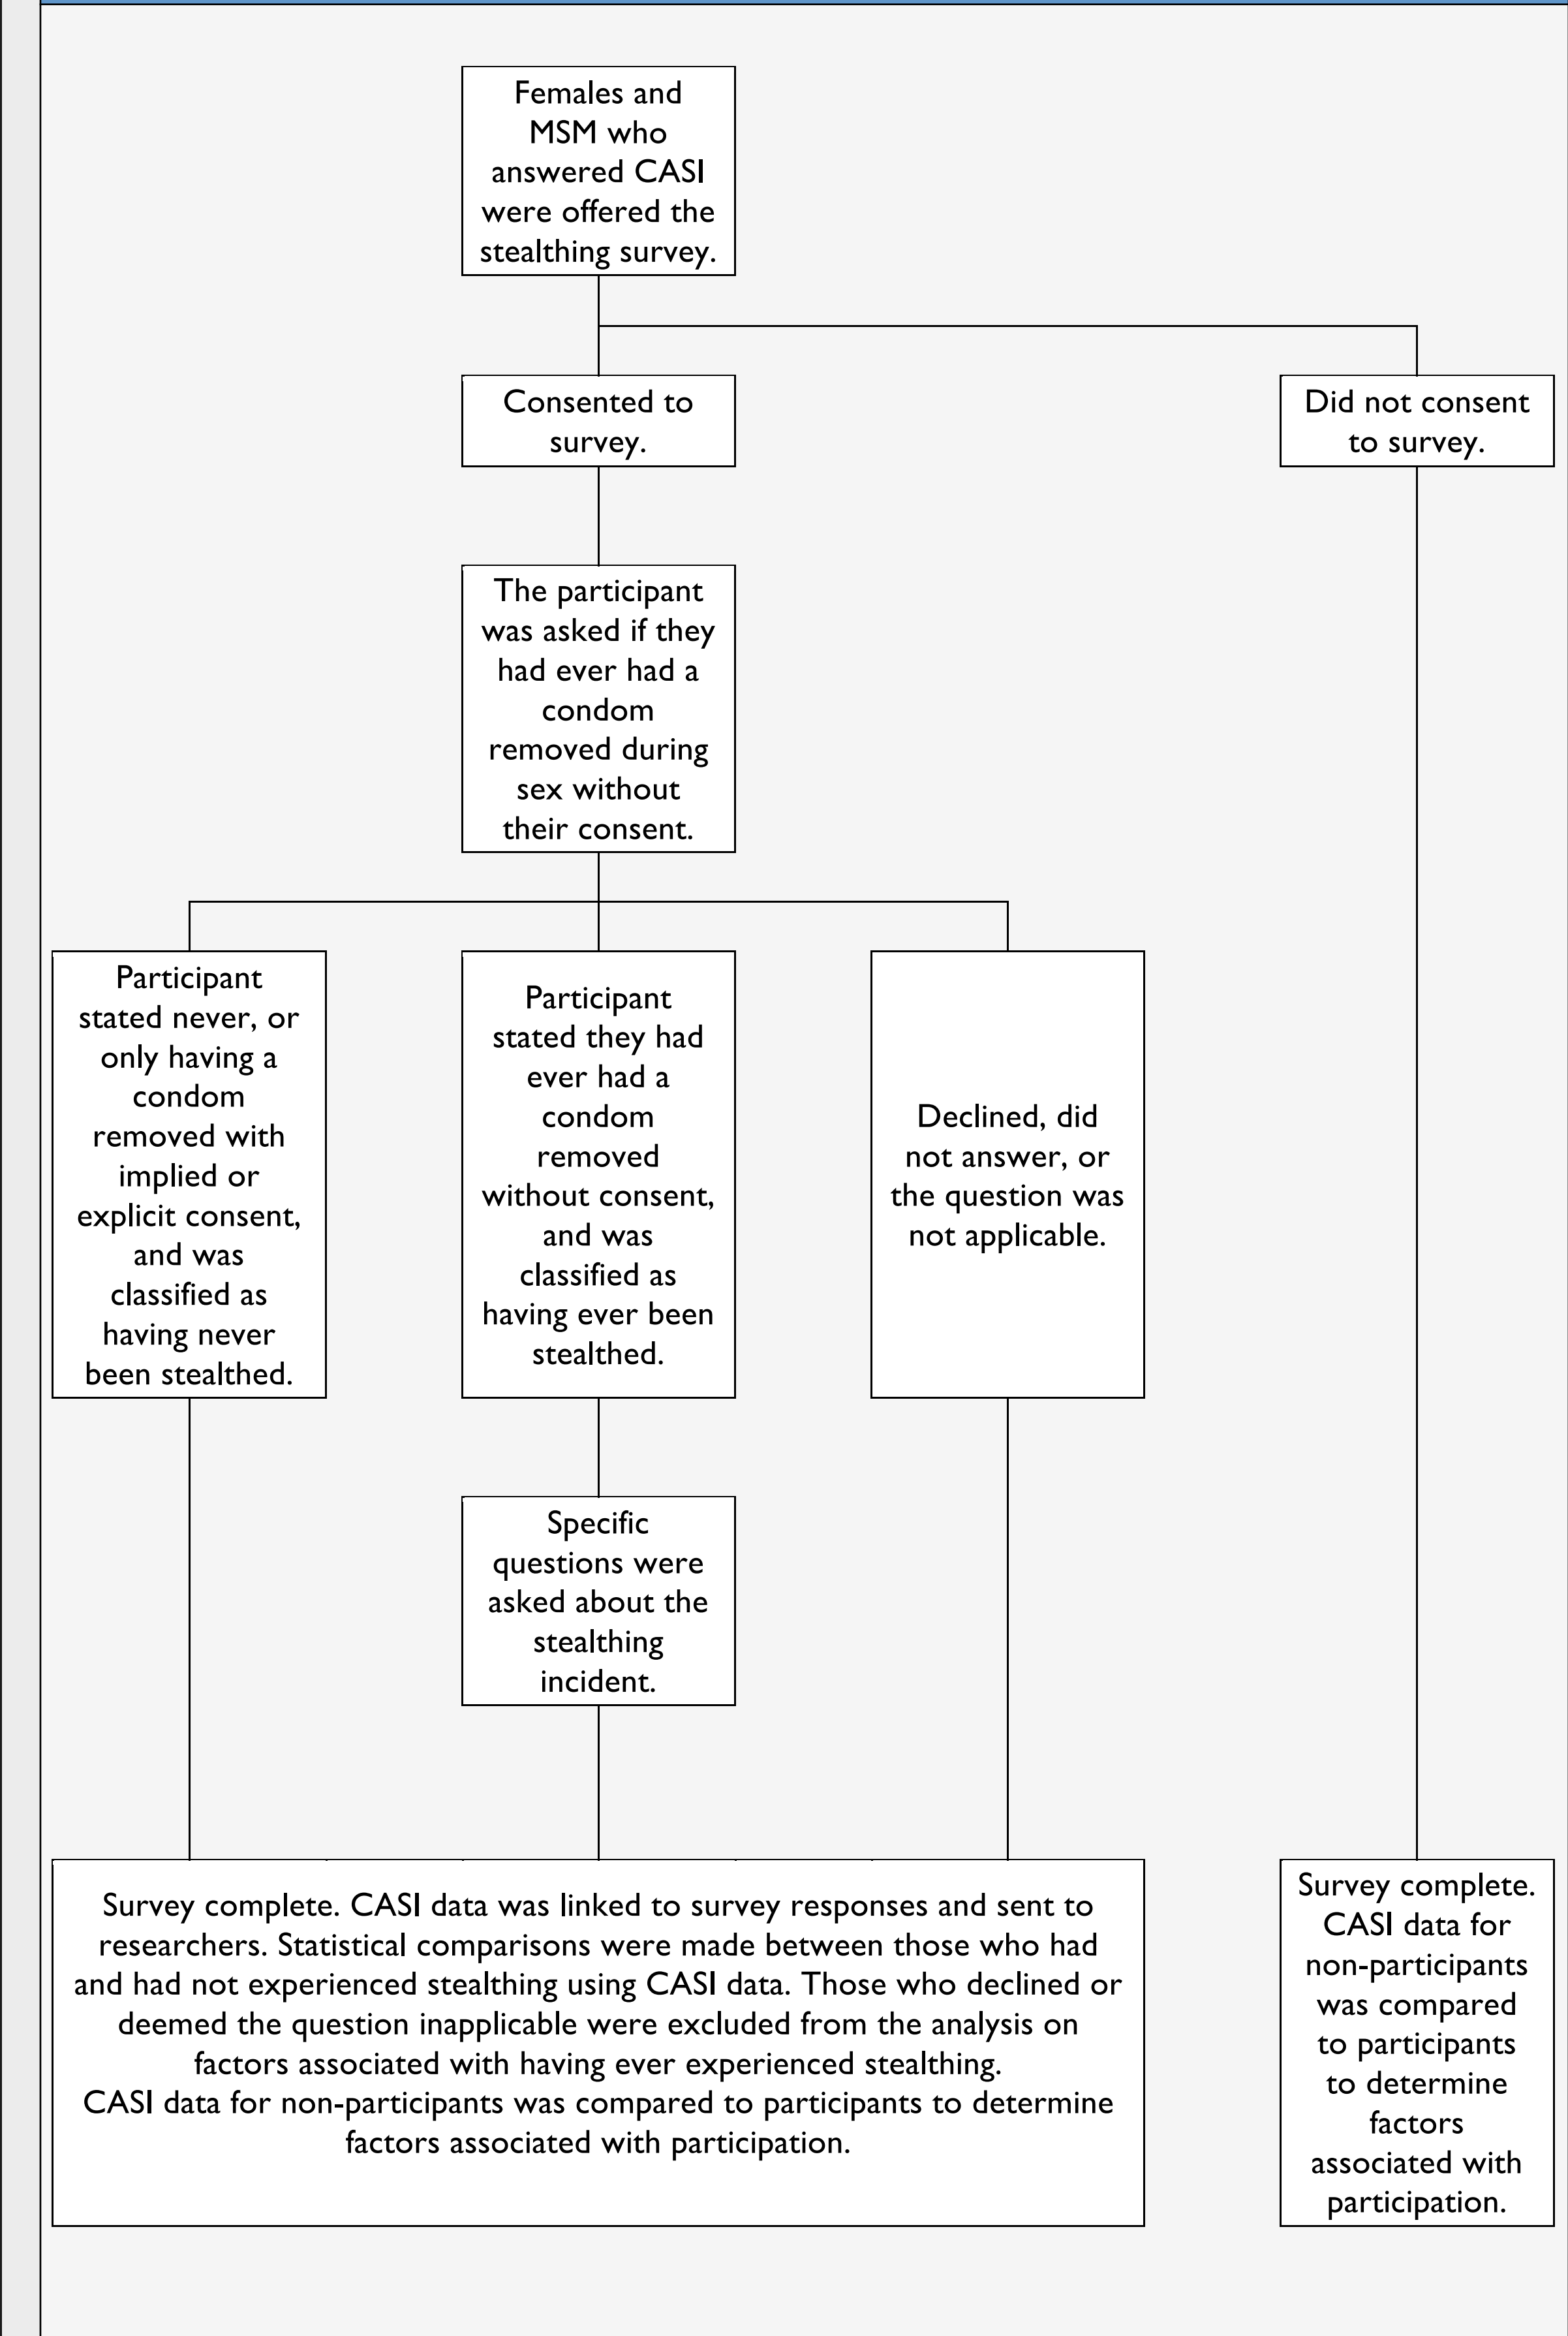 Females and
MSM who
answered CASI
were offered the
stealthing survey.
Consented to
survey.
Did not consent
to survey.
The participant
was asked if they
had ever had a
condom
removed during
sex without
their consent.
Participant
stated never, or
only having a
condom
removed with
implied or
explicit consent,
and was
classified as
having never
been stealthed.
Participant
stated they had
ever had a
condom
removed
without consent,
and was
classified as
having ever been
stealthed.
Declined, did
not answer, or
the question was
not applicable.
Specific
questions were
asked about the
stealthing
incident.
Survey complete. CASI data was linked to survey responses and sent to
researchers. Statistical comparisons were made between those who had
and had not experienced stealthing using CASI data. Those who declined or
deemed the question inapplicable were excluded from the analysis on
factors associated with having ever experienced stealthing.
CASI data for non-participants was compared to participants to determine
factors associated with participation.
Survey complete.
CASI data for
non-participants
was compared
to participants
to determine
factors
associated with
participation.